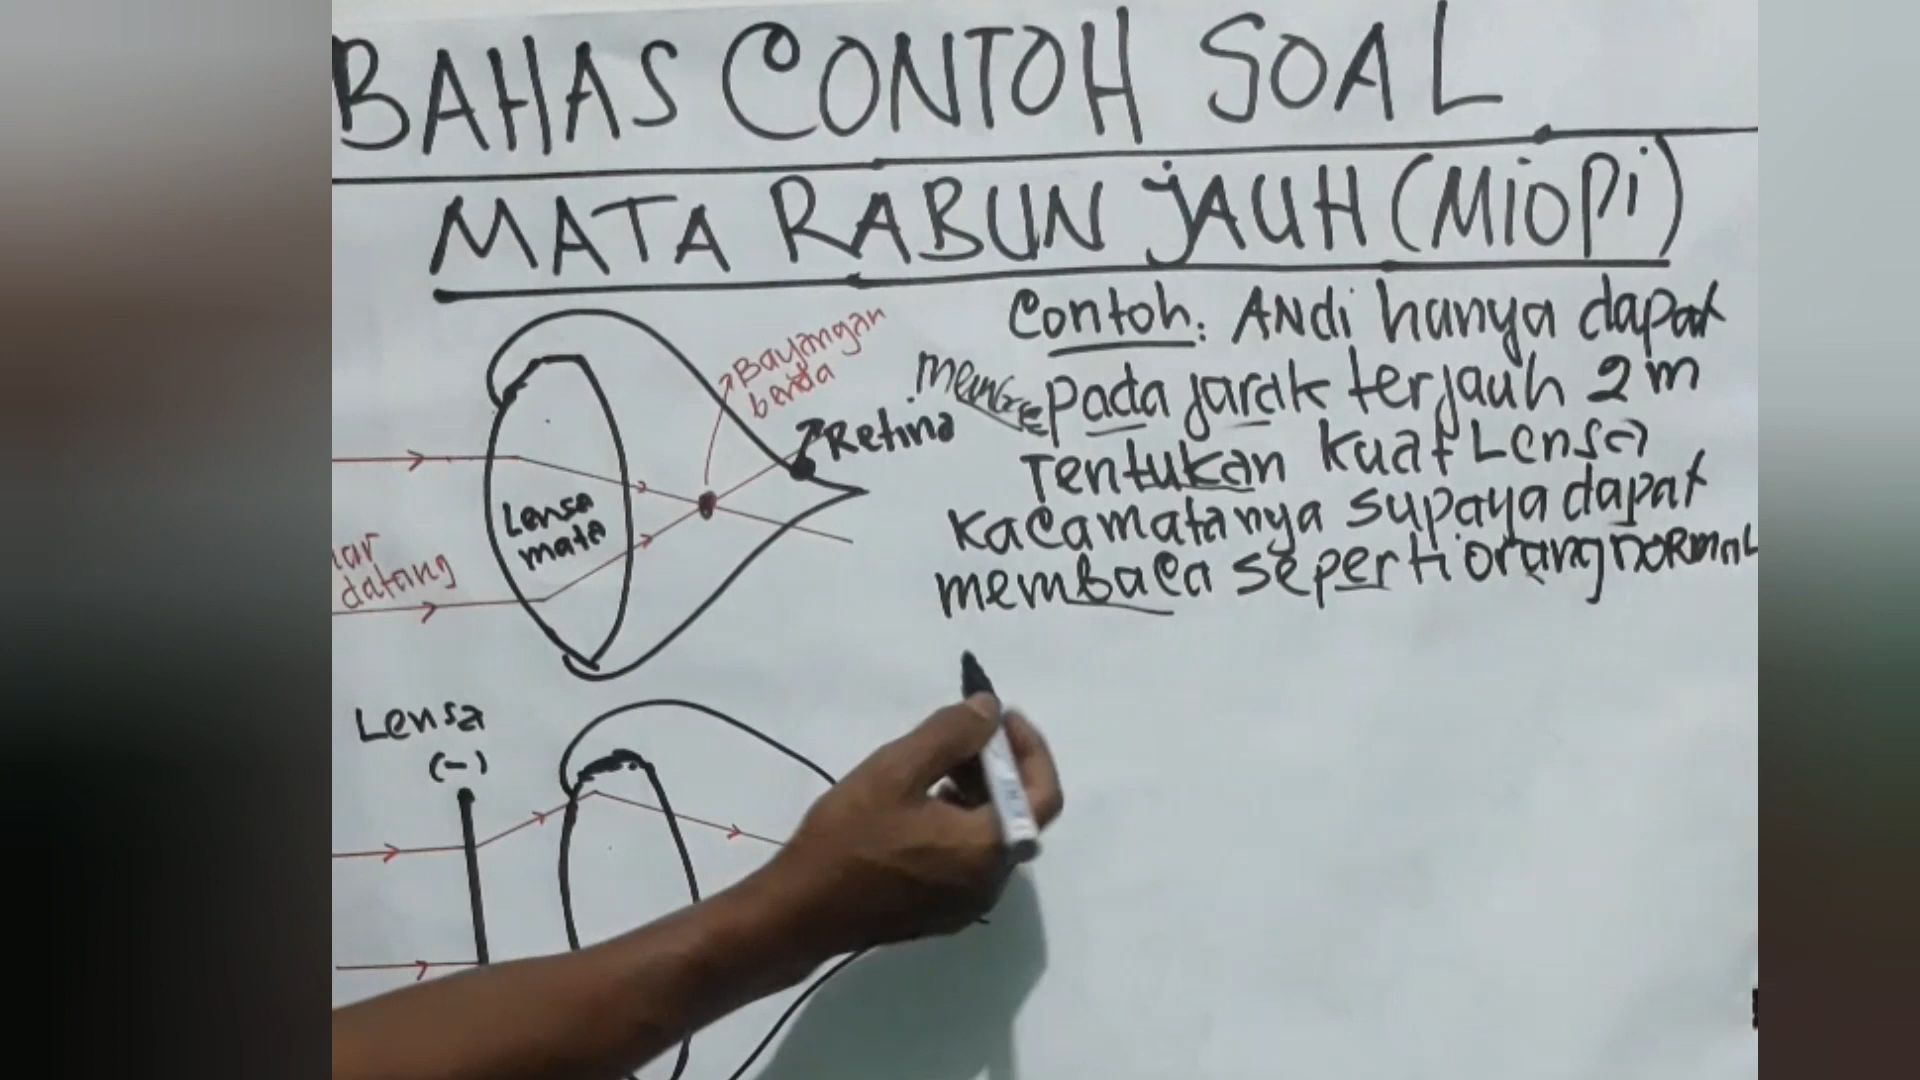 BAHAS CONTOH SOAL
MATA RABUN JAUH (MiOPi)
Contoh: ANdi hanya dapat
pada jarak terjauh 2 m
Tentukan kuat Lensa
kacamatanya supaya dapat
membaca seperti orang noRmaL
Bayangan
benda
Retina
Lensa
mata
datang
Lensa
(-)